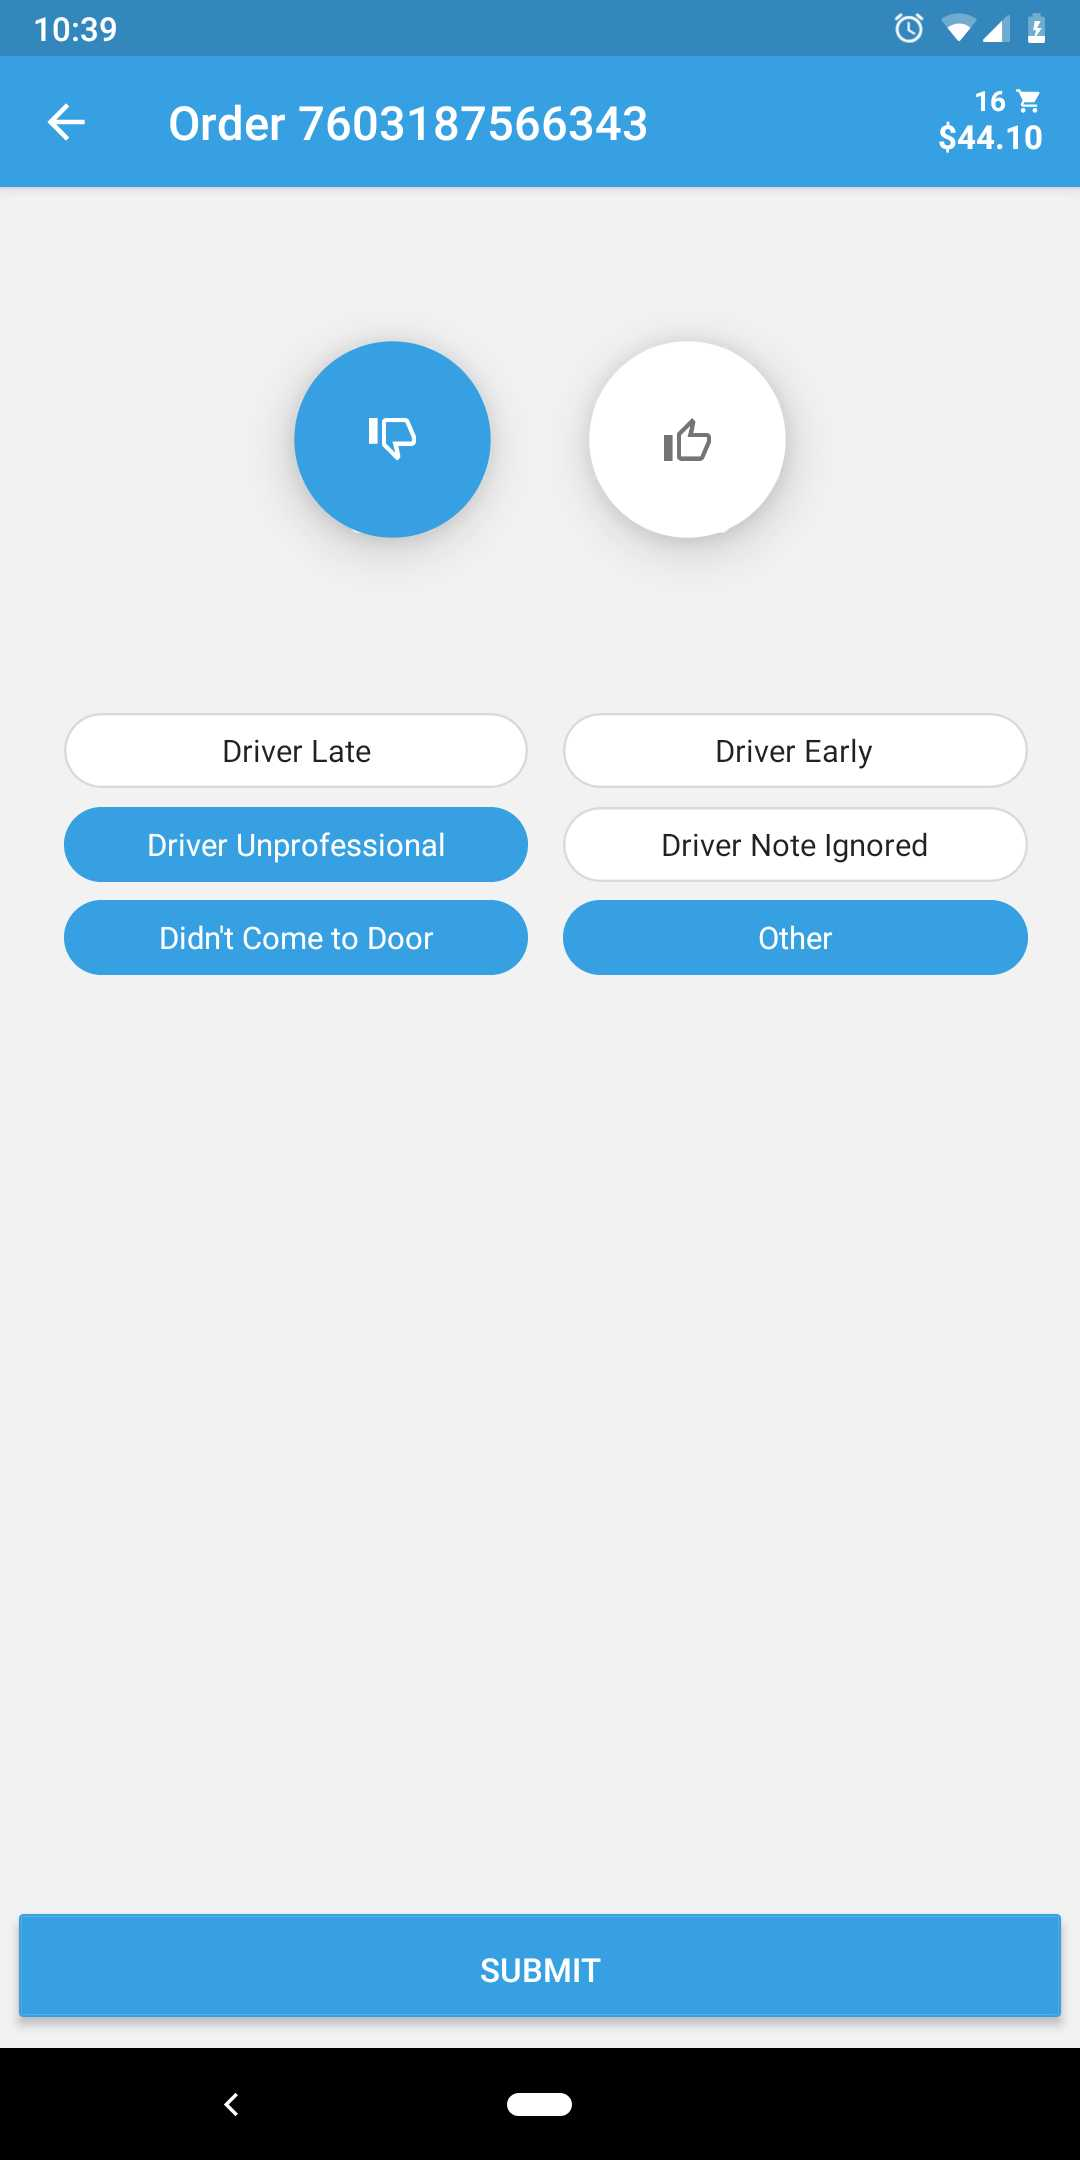 10:39
Order 7603187566343
16
$44.10
Driver Late
Driver Early
Driver Unprofessional
Driver Note Ignored
Didn't Come to Door
Other
SUBMIT